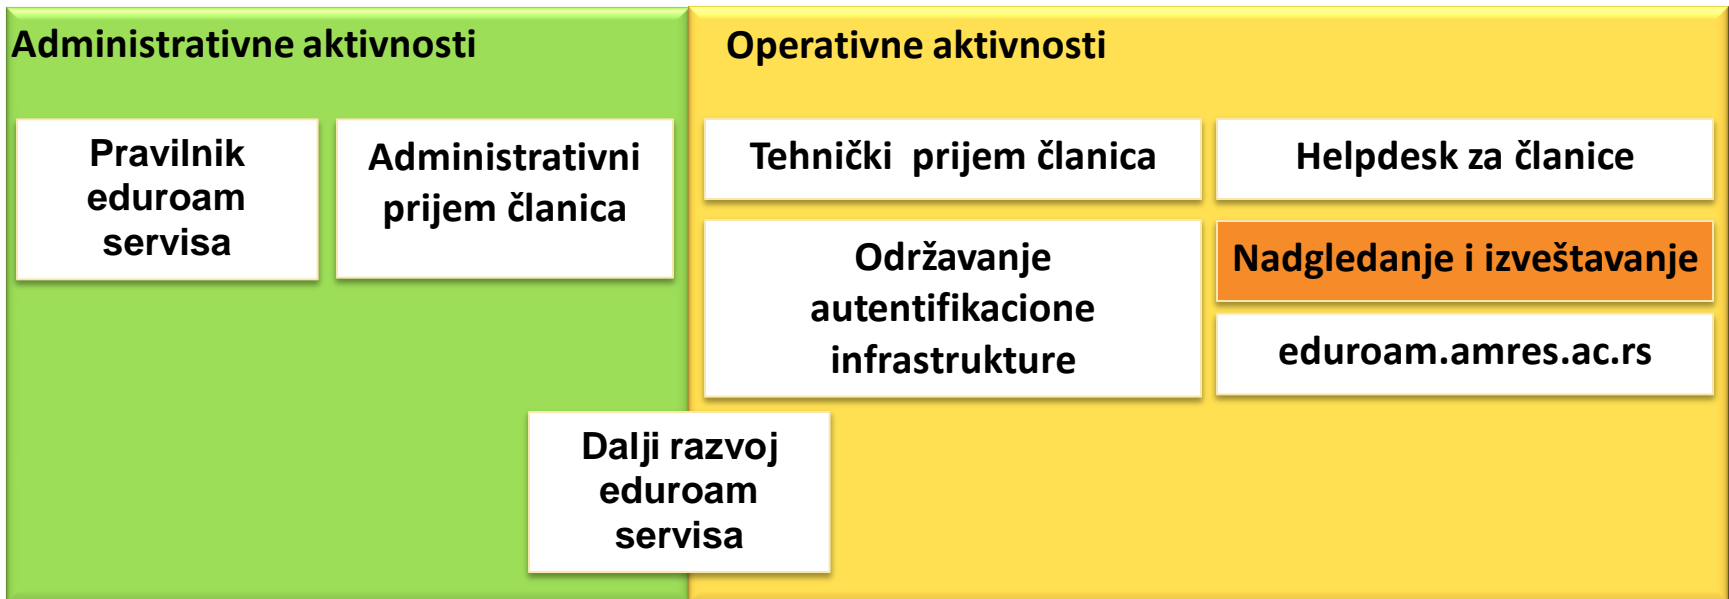 Administrativne aktivnosti
Pravilnik
eduroam
servisa
Administrativni
prijem članica
Operativne aktivnosti
Tehnički  prijem članica
Helpdesk za članice
Održavanje
autentifikacione
infrastrukture
Nadgledanje i izveštavanje
eduroam.amres.ac.rs
Dalji razvoj
eduroam
servisa